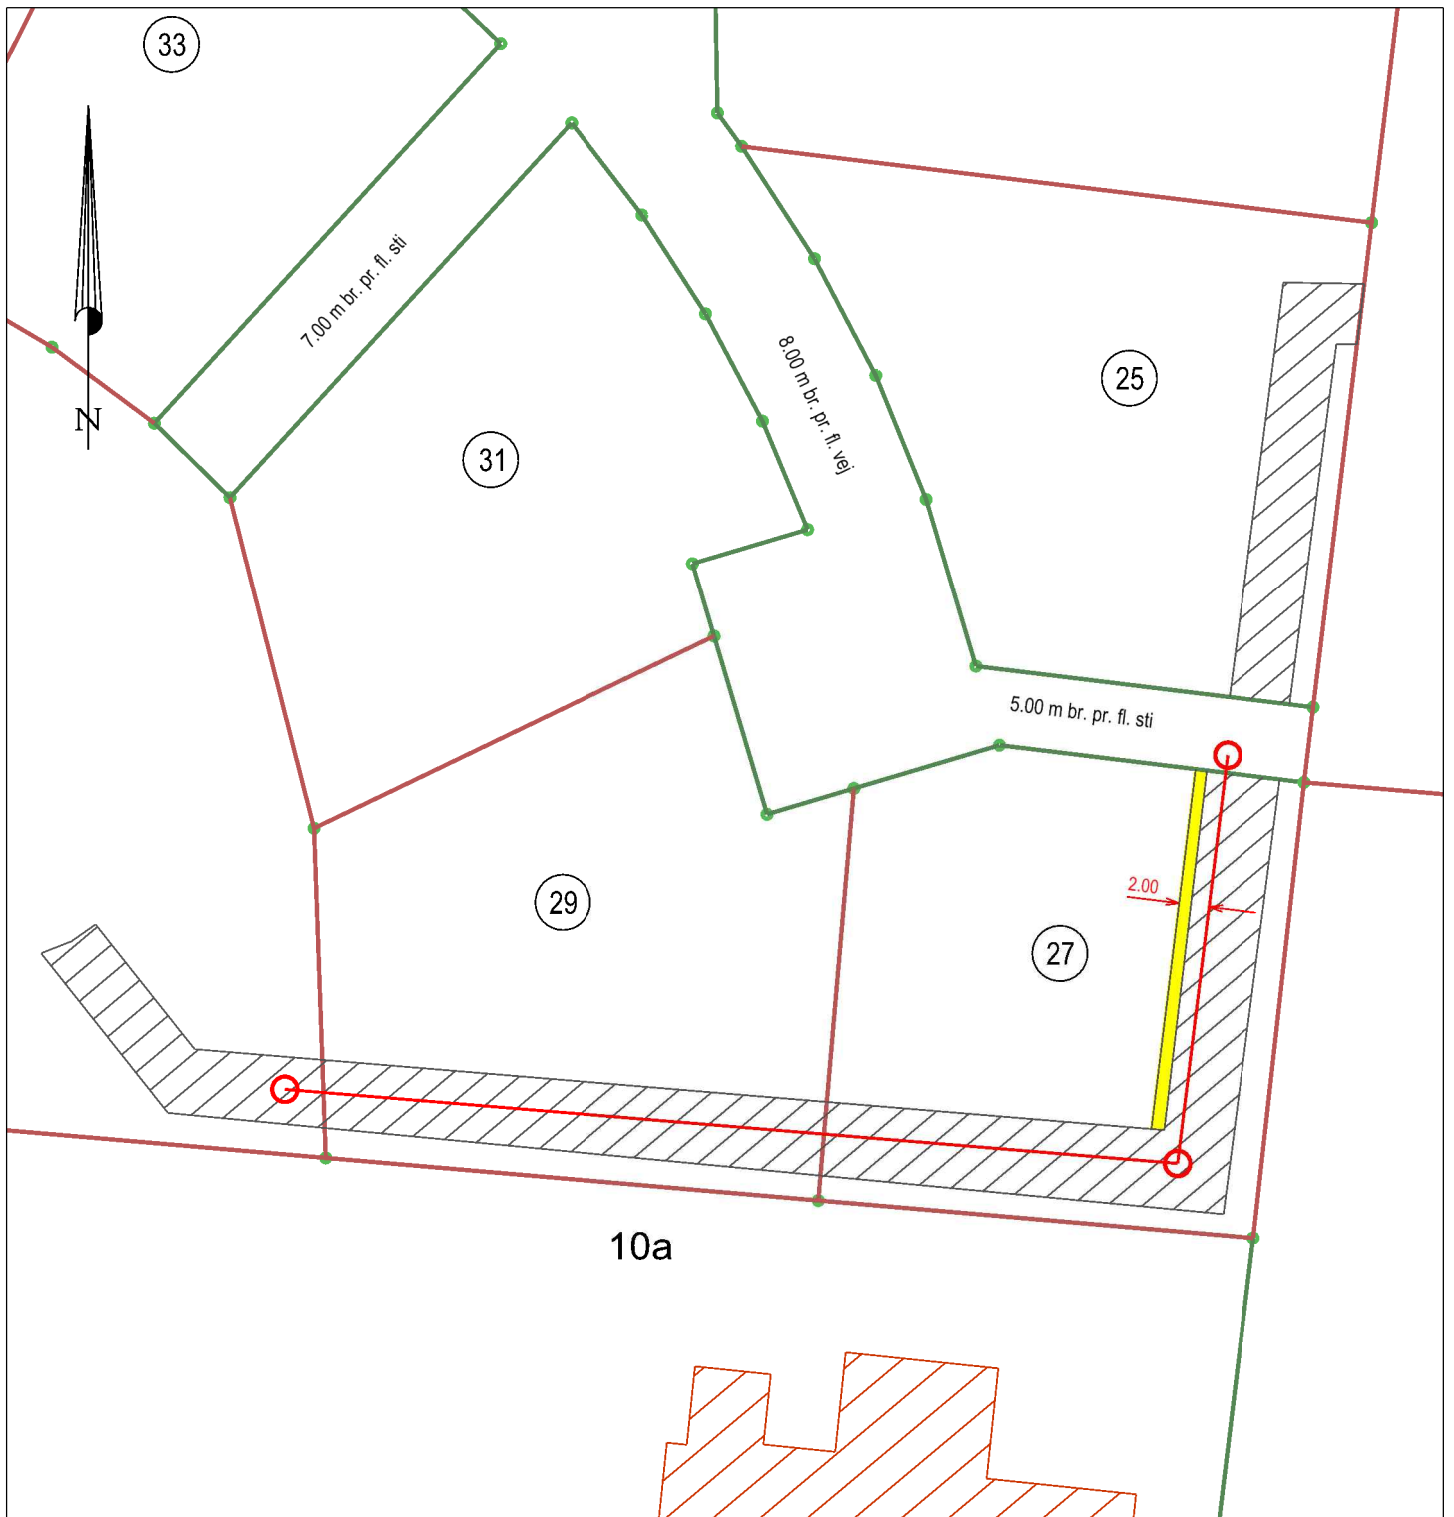 33
7.00 m br. pr. fl. sti
8.00 m br. pr. fl. vej
25
N
31
5.00 m br. pr. fl. sti
2.00
29
27
10a